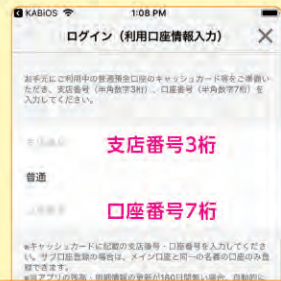 KABiOS 1:08 PM
ログイン（利用口座情報入力）
お手元にご利用中の普通預金口座のキャッシュカード等をご準備い
ただき、支店番号（半角数字3桁）、口座番号（半角数字7桁）を
入力してください。
支店番号3桁
普通
口座番号7桁
※キャッシュカードに記載の支店番号・口座番号を入力してくださ
い。サブ口座登録の場合は、メイン口座と同一の名義の口座のみ登
録できます。